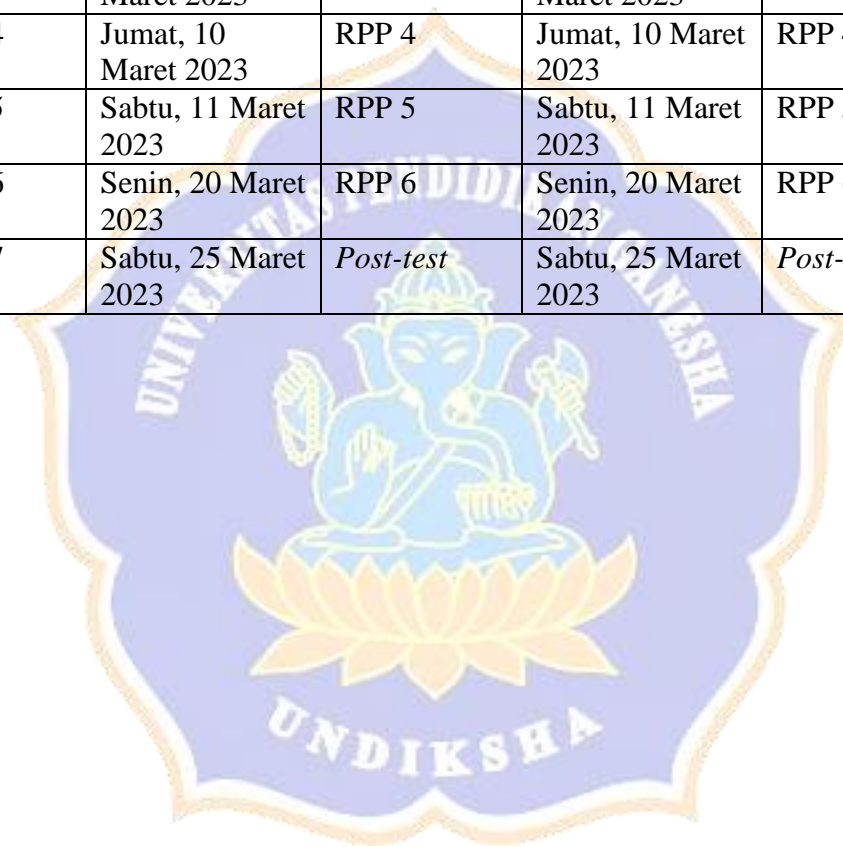 Maret 2023 Maret 2023
4 Jumat, 10 RPP 4 Jumat, 10 Maret RPP
Maret 2023 2023
5 Sabtu, 11 Maret RPP 5 Sabtu, 11 Maret RPP
2023 2023
6 Senin, 20 Maret RPP 6 Senin, 20 Maret RPP
2023 2023
7 Sabtu, 25 Maret Post-test Sabtu, 25 Maret Post-
2023 2023
UNIVERSITAS PENDIDIKAN GANESHA
UNDIKSHA